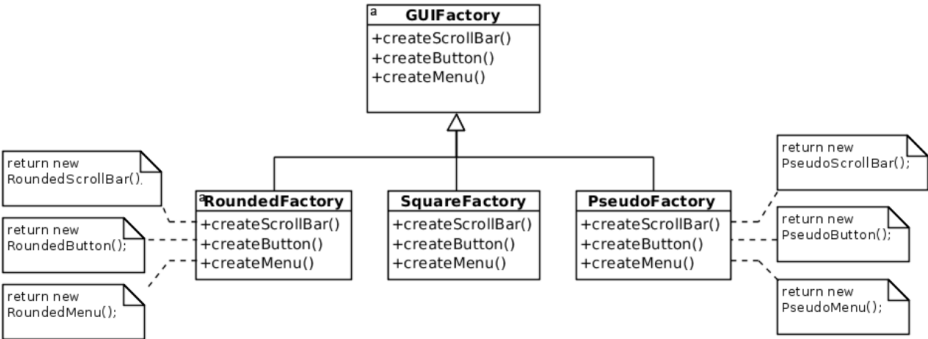 a
GUIFactory
+createScrollBar()
+createButton()
+createMenu()
return new
RoundedScrollBar().
return new
RoundedButton();
return new
RoundedMenu();
a
RoundedFactory
+createScrollBar()
+createButton()
+createMenu()
SquareFactory
+createScrollBar()
+createButton()
+createMenu()
PseudoFactory
+createScrollBar()
+createButton()
+createMenu()
return new
PseudoScrollBar();
return new
PseudoButton();
return new
PseudoMenu();